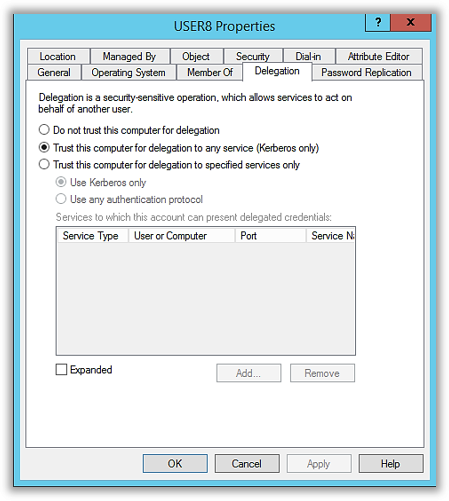 USER8 Properties
? x
Location Managed By Object Security Dial-in Attribute Editor
General Operating System Member Of Delegation Password Replication
Delegation is a security-sensitive operation, which allows services to act on
behalf of another user.
Do not trust this computer for delegation
Trust this computer for delegation to any service (Kerberos only)
Trust this computer for delegation to specified services only
Use Kerberos only
Use any authentication protocol
Services to which this account can present delegated credentials:
Service Type User or Computer Port Service Na
Expanded Add... Remove
OK Cancel Apply Help